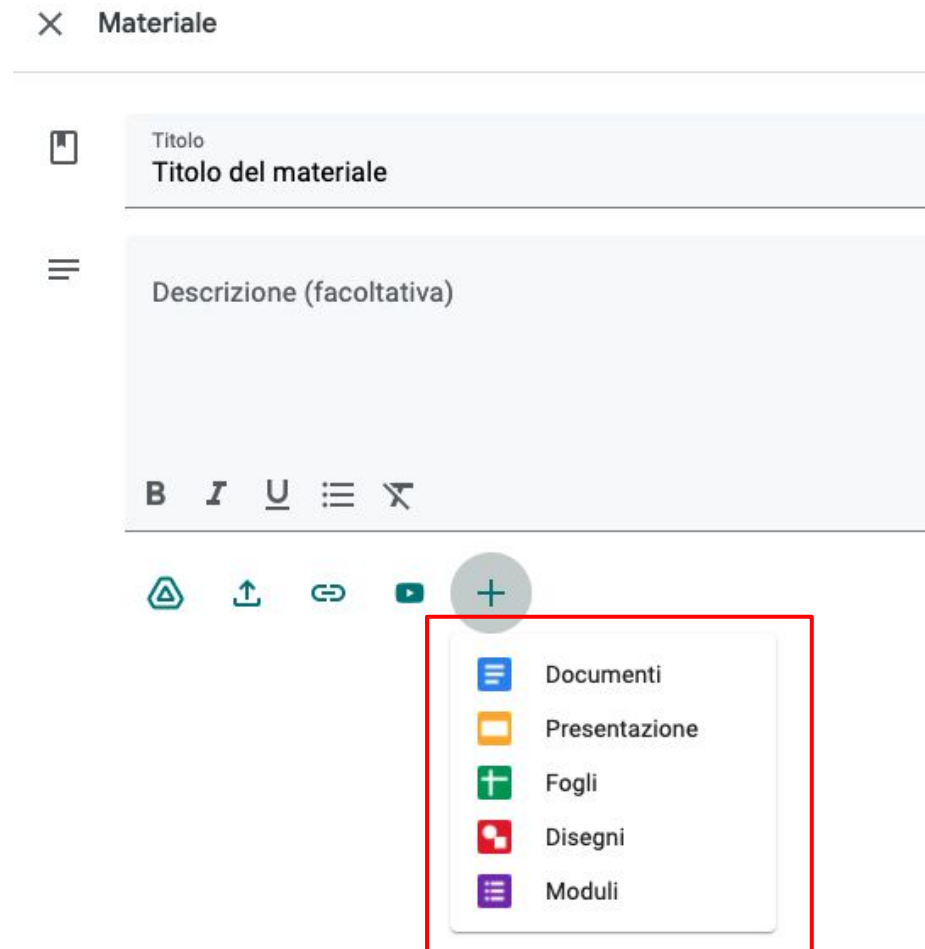 Materiale
Titolo
Titolo del materiale
Descrizione (facoltativa)
B I U
Documenti
Presentazione
Fogli
Disegni
Moduli